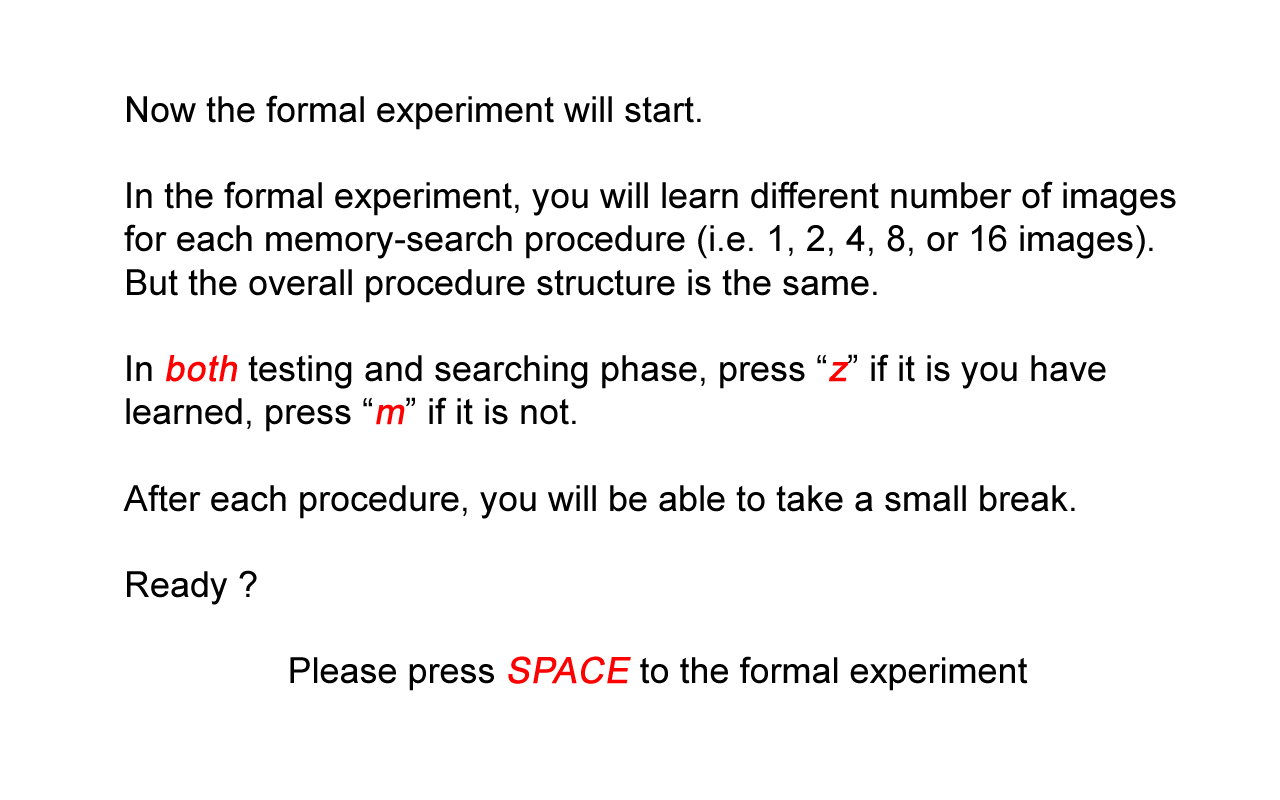 Now the formal experiment will start.
In the formal experiment, you will learn different number of images
for each memory-search procedure (i.e. 1, 2, 4, 8, or 16 images).
But the overall procedure structure is the same.
In both testing and searching phase, press “z” if it is you have
learned, press “m” if it is not.
After each procedure, you will be able to take a small break.
Ready ?
Please press SPACE to the formal experiment